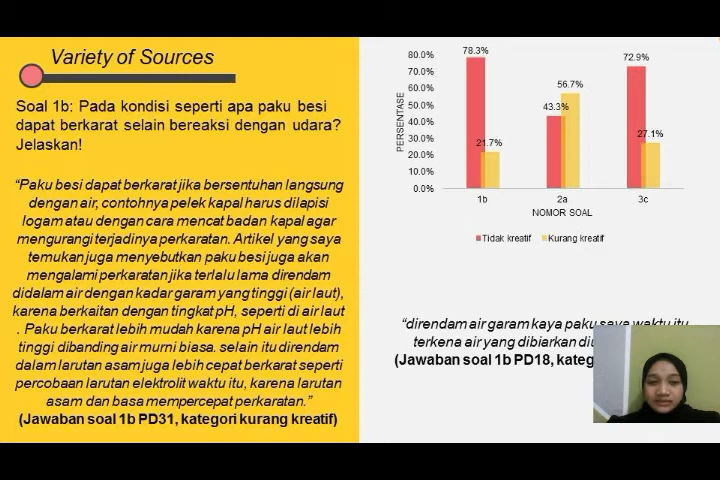 Variety of Sources
Soal 1b: Pada kondisi seperti apa paku besi
dapat berkarat selain bereaksi dengan udara?
Jelaskan!
“Paku besi dapat berkarat jika bersentuhan langsung
dengan air, contohnya pelek kapal harus dilapisi
logam atau dengan cara mencat badan kapal agar
mengurangi terjadinya perkaratan. Artikel yang saya
temukan juga menyebutkan paku besi juga akan
mengalami perkaratan jika terlalu lama direndam
didalam air dengan kadar garam yang tinggi (air laut),
karena berkaitan dengan tingkat pH, seperti di air laut
. Paku berkarat lebih mudah karena pH air laut lebih
tinggi dibanding air murni biasa. selain itu direndam
dalam larutan asam juga lebih cepat berkarat seperti
percobaan larutan elektrolit waktu itu, karena larutan
asam dan basa mempercepat perkaratan.”
(Jawaban soal 1b PD31, kategori kurang kreatif)
PERSENTASE
80.0%
70.0%
60.0%
50.0%
40.0%
30.0%
20.0%
10.0%
0.0%
78.3%
21.7%
43.3%
56.7%
72.9%
27.1%
1b 2a 3c
NOMOR SOAL
Tidak kreatif Kurang kreatif
“direndam air garam kaya paku saya waktu itu
terkena air yang dibiarkan
(Jawaban soal 1b PD18,